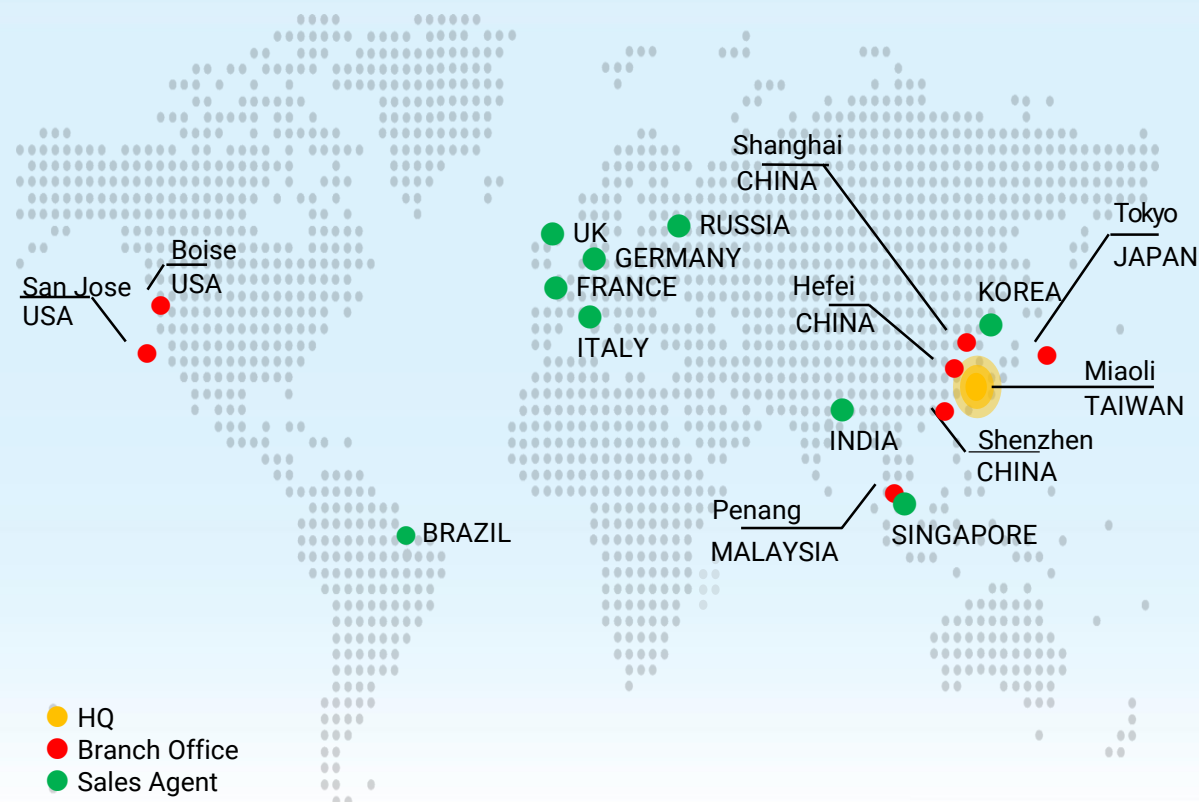 Shanghai
CHINA
Tokyo
JAPAN
UK
RUSSIA
GERMANY
Boise
USA
San Jose
USA
FRANCE
Hefei
CHINA
KOREA
ITALY
Miaoli
TAIWAN
INDIA
Shenzhen
CHINA
Penang
MALAYSIA
SINGAPORE
BRAZIL
HQ
Branch Office
Sales Agent